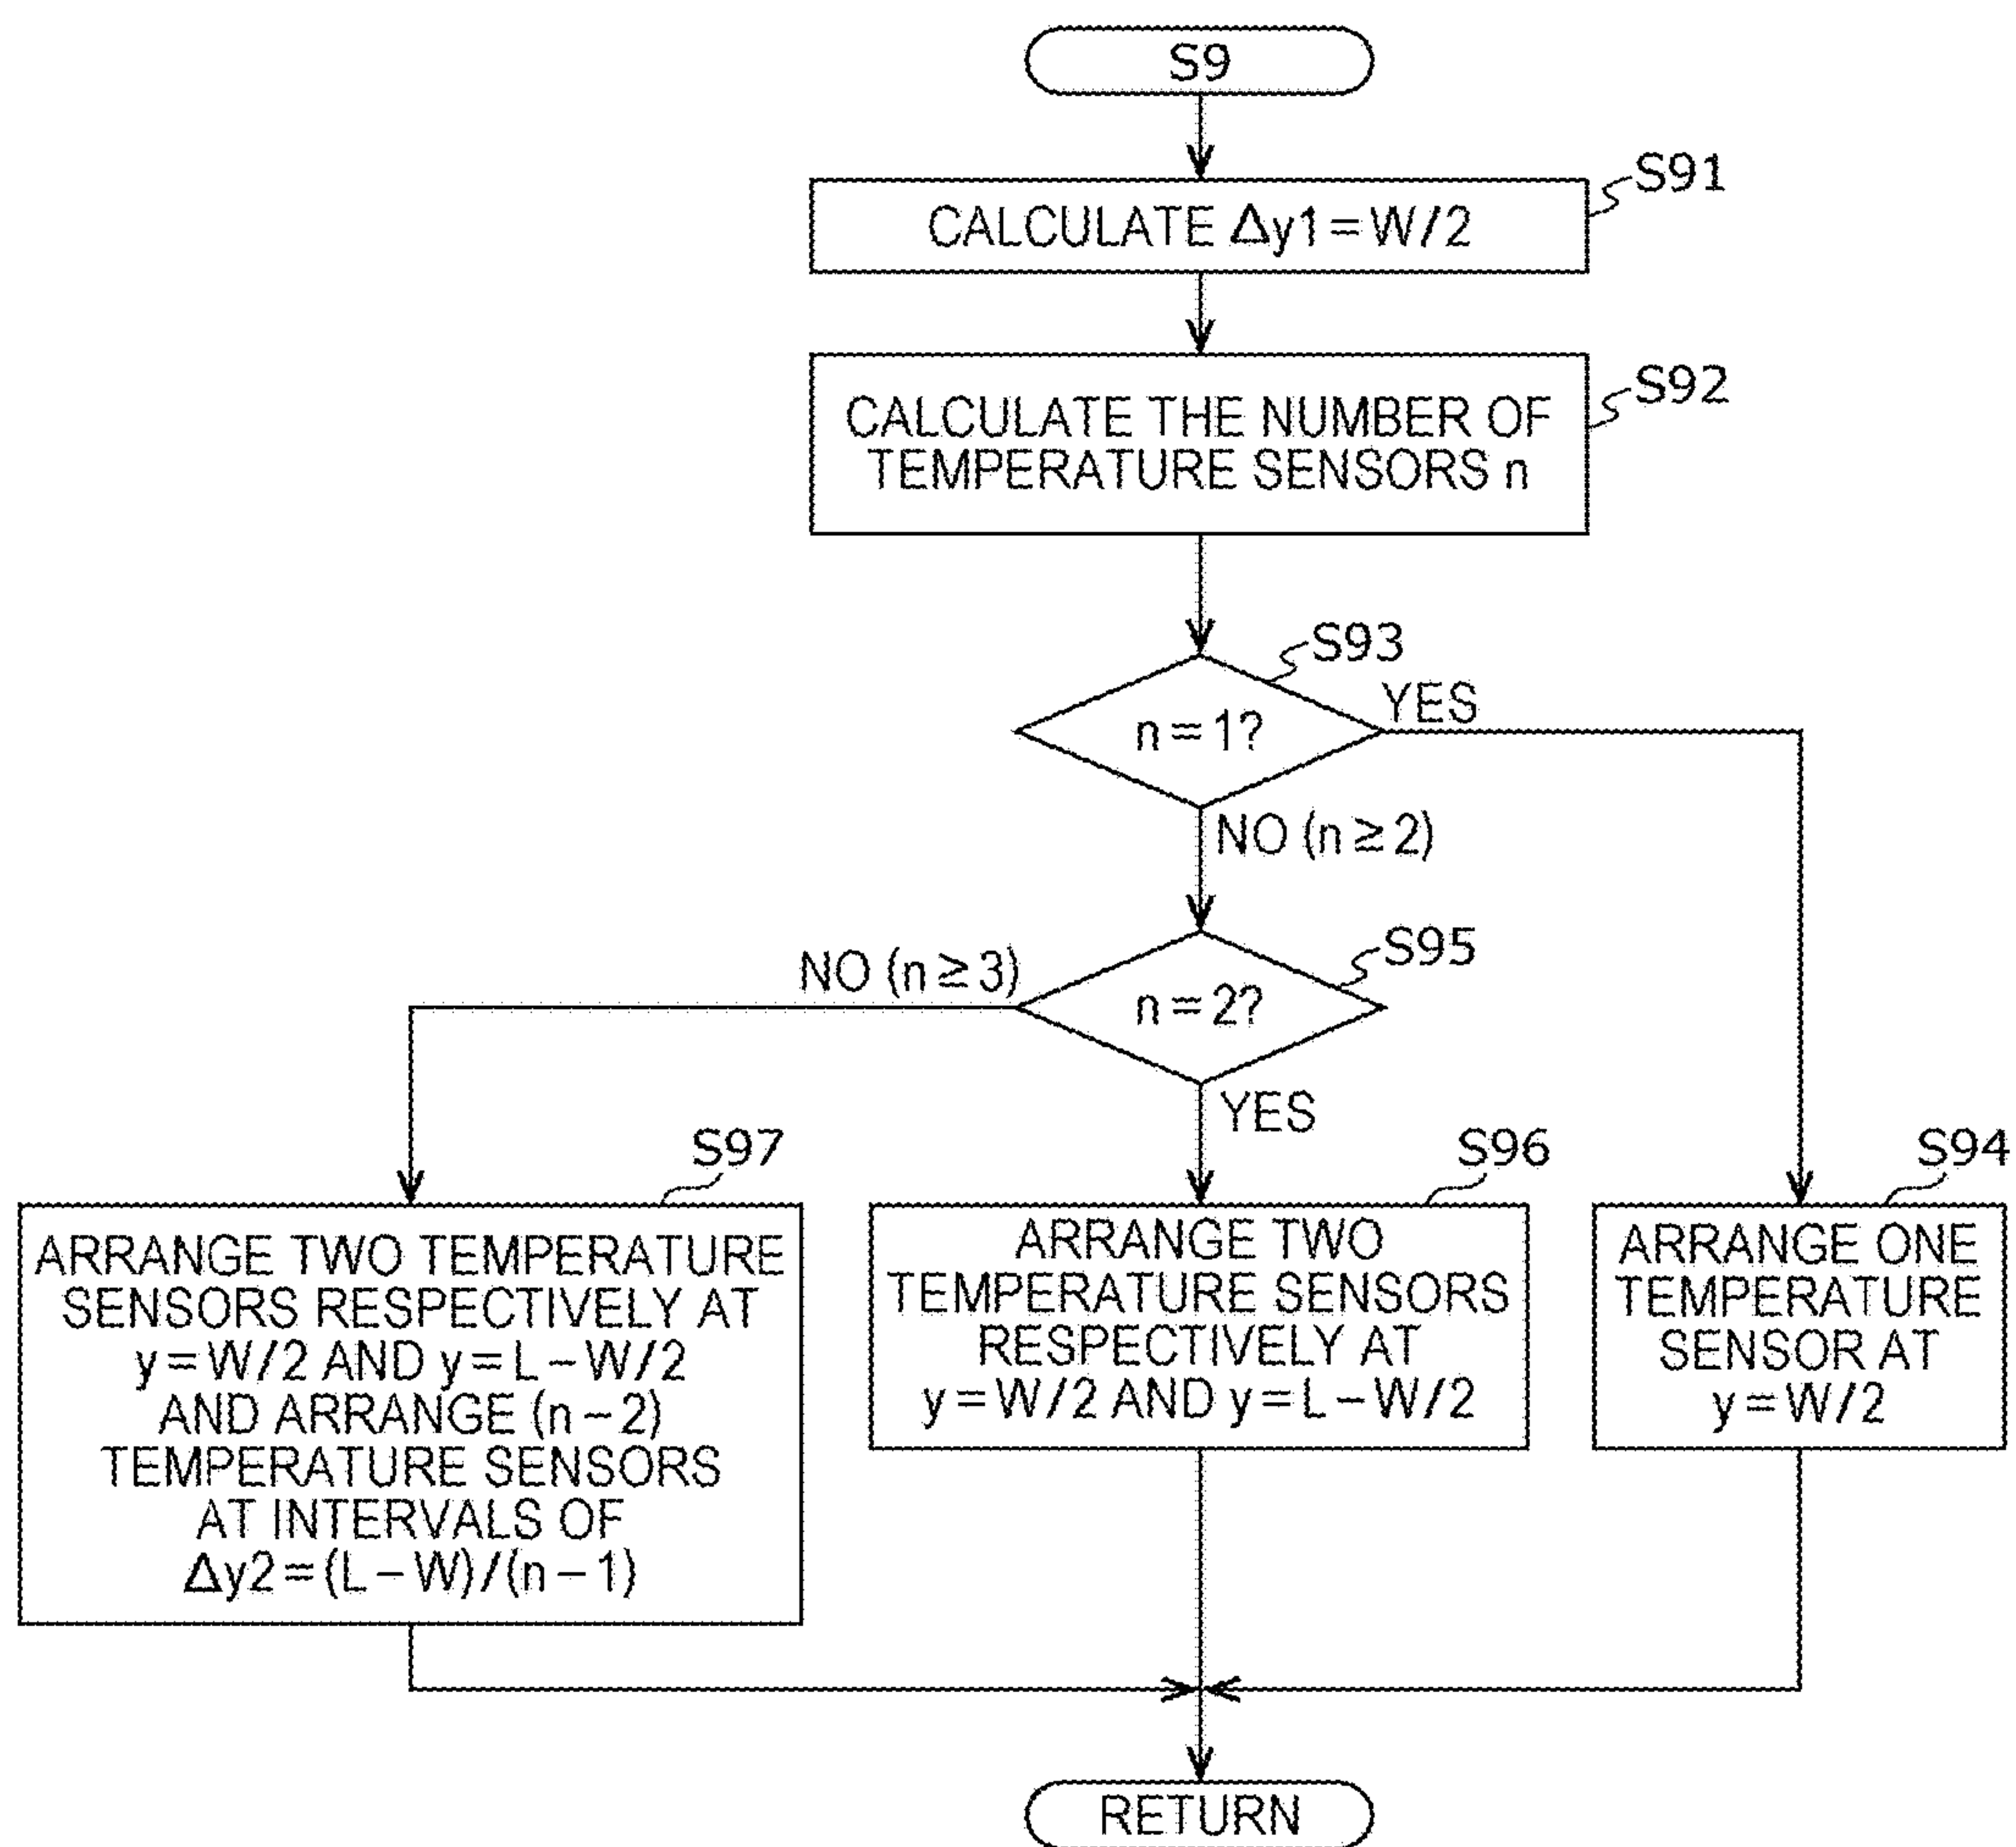 S9
S91
CALCULATE Δy1=W/2
S92
CALCULATE THE NUMBER OF
TEMPERATURE SENSORS n
S93
n=1?
YES
NO (n≧2)
S95
n=2?
NO (n≧3)
YES
S97
ARRANGE TWO TEMPERATURE
SENSORS RESPECTIVELY AT
y=W/2 AND y=L-W/2
AND ARRANGE (n-2)
TEMPERATURE SENSORS
AT INTERVALS OF
Δy2=(L-W)/(n-1)
S96
ARRANGE TWO
TEMPERATURE SENSORS
RESPECTIVELY AT
y=W/2 AND y=L-W/2
S94
ARRANGE ONE
TEMPERATURE
SENSOR AT
y=W/2
RETURN